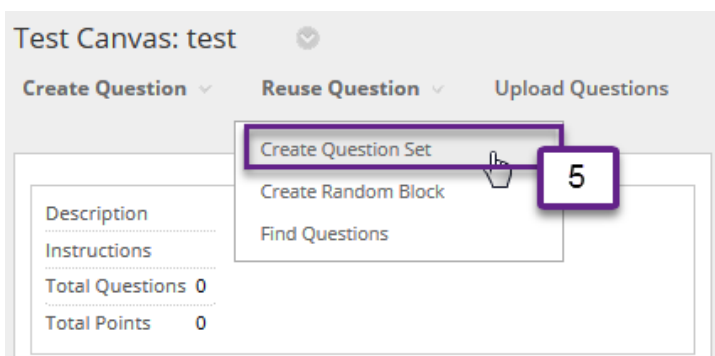 Test Canvas: test
Create Question Reuse Question Upload Questions
Create Question Set
5
Create Random Block
Find Questions
Description
Instructions
Total Questions 0
Total Points 0